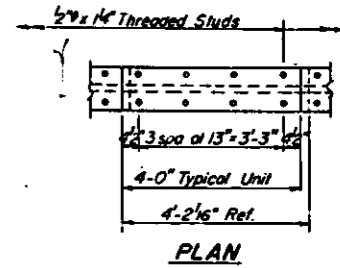 ½"ø x 1¼" Threaded Studs
4½" 3 spa at 13"=3'-3" 4½"
4'-0" Typical Unit
4'-2 1/16" Ref.
PLAN